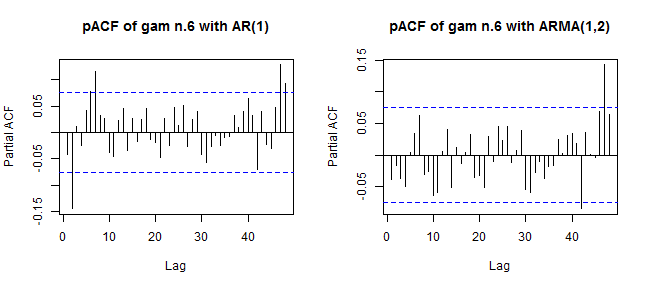 pACF of gam n.6 with AR(1)
Partial ACF
0.05
-0.05
-0.15
0 10 20 30 40
Lag
pACF of gam n.6 with ARMA(1,2)
Partial ACF
0.15
0.05
-0.05
0 10 20 30 40
Lag